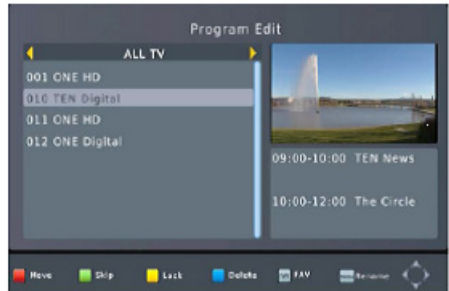 Program Edit
ALL TV
001 ONE HD
010 TEN Digital
011 ONE HD
012 ONE Digital
09:00-10:00 TEN News
10:00-12:00 The Circle
Move Skip Lock Delete FAV Rename